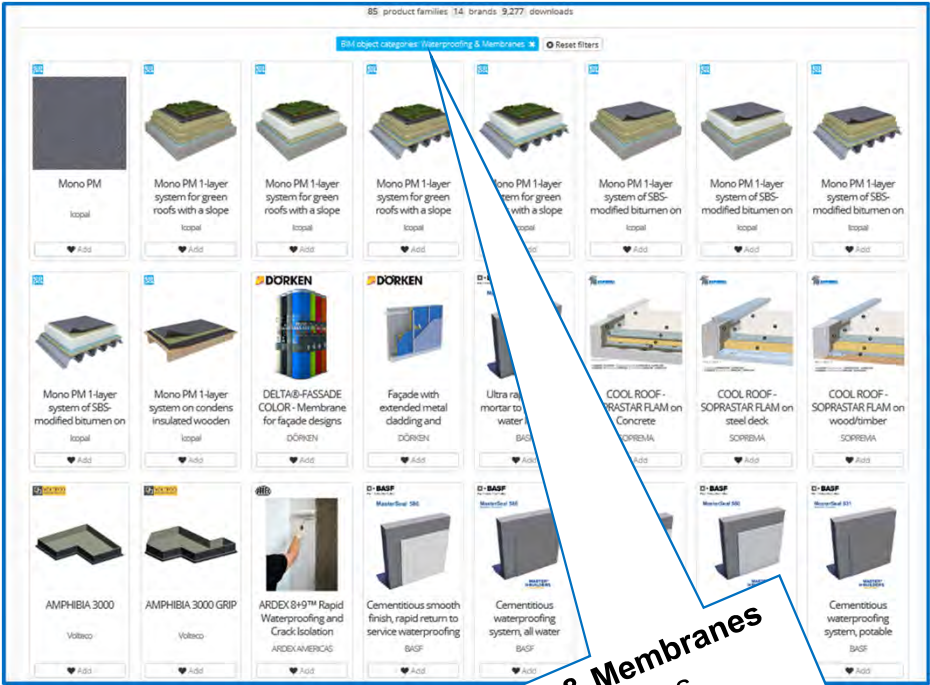 85 product families 14 brands 9,277 downloads
BIM object categories: Waterproofing & Membranes ✖ Reset filters
Mono PM
Icopal
Add
Mono PM 1-layer
system for green
roofs with a slope
Icopal
Add
Mono PM 1-layer
system for green
roofs with a slope
Icopal
Add
Mono PM 1-layer
system for green
roofs with a slope
Icopal
Add
Mono PM 1-layer
system for green
with a slope
Icopal
Add
Mono PM 1-layer
system of SBS-
modified bitumen on
Icopal
Add
Mono PM 1-layer
system of SBS-
modified bitumen on
Icopal
Add
Mono PM 1-layer
system of SBS-
modified bitumen on
Icopal
Add
Mono PM 1-layer
system of SBS-
modified bitumen on
Icopal
Add
Mono PM 1-layer
system on condens
insulated wooden
Icopal
Add
DÖRKEN
DELTA®-FASSADE
COLOR - Membrane
for façade designs
DÖRKEN
Add
DÖRKEN
Façade with
extended metal
cladding and
DÖRKEN
Add
Ultra
mortar to
water
BAS
Add
COOL ROOF -
SOPRASTAR FLAM on
Concrete
SOPREMA
Add
COOL ROOF -
SOPRASTAR FLAM on
steel deck
SOPREMA
Add
COOL ROOF -
SOPRASTAR FLAM on
wood/timber
SOPREMA
Add
AMPHIBIA 3000
Volteco
Add
AMPHIBIA 3000 GRIP
Volteco
Add
ARDEX 8+9™ Rapid
Waterproofing and
Crack Isolation
ARDEX AMERICAS
Add
BASF
Cementitious smooth
finish, rapid return to
service waterproofing
BASF
Add
BASF
Cementitious
waterproofing
system, all water
BASF
Add
BASF
BASF
Cementitious
waterproofing
system, potable
BASF
Add
& Membranes